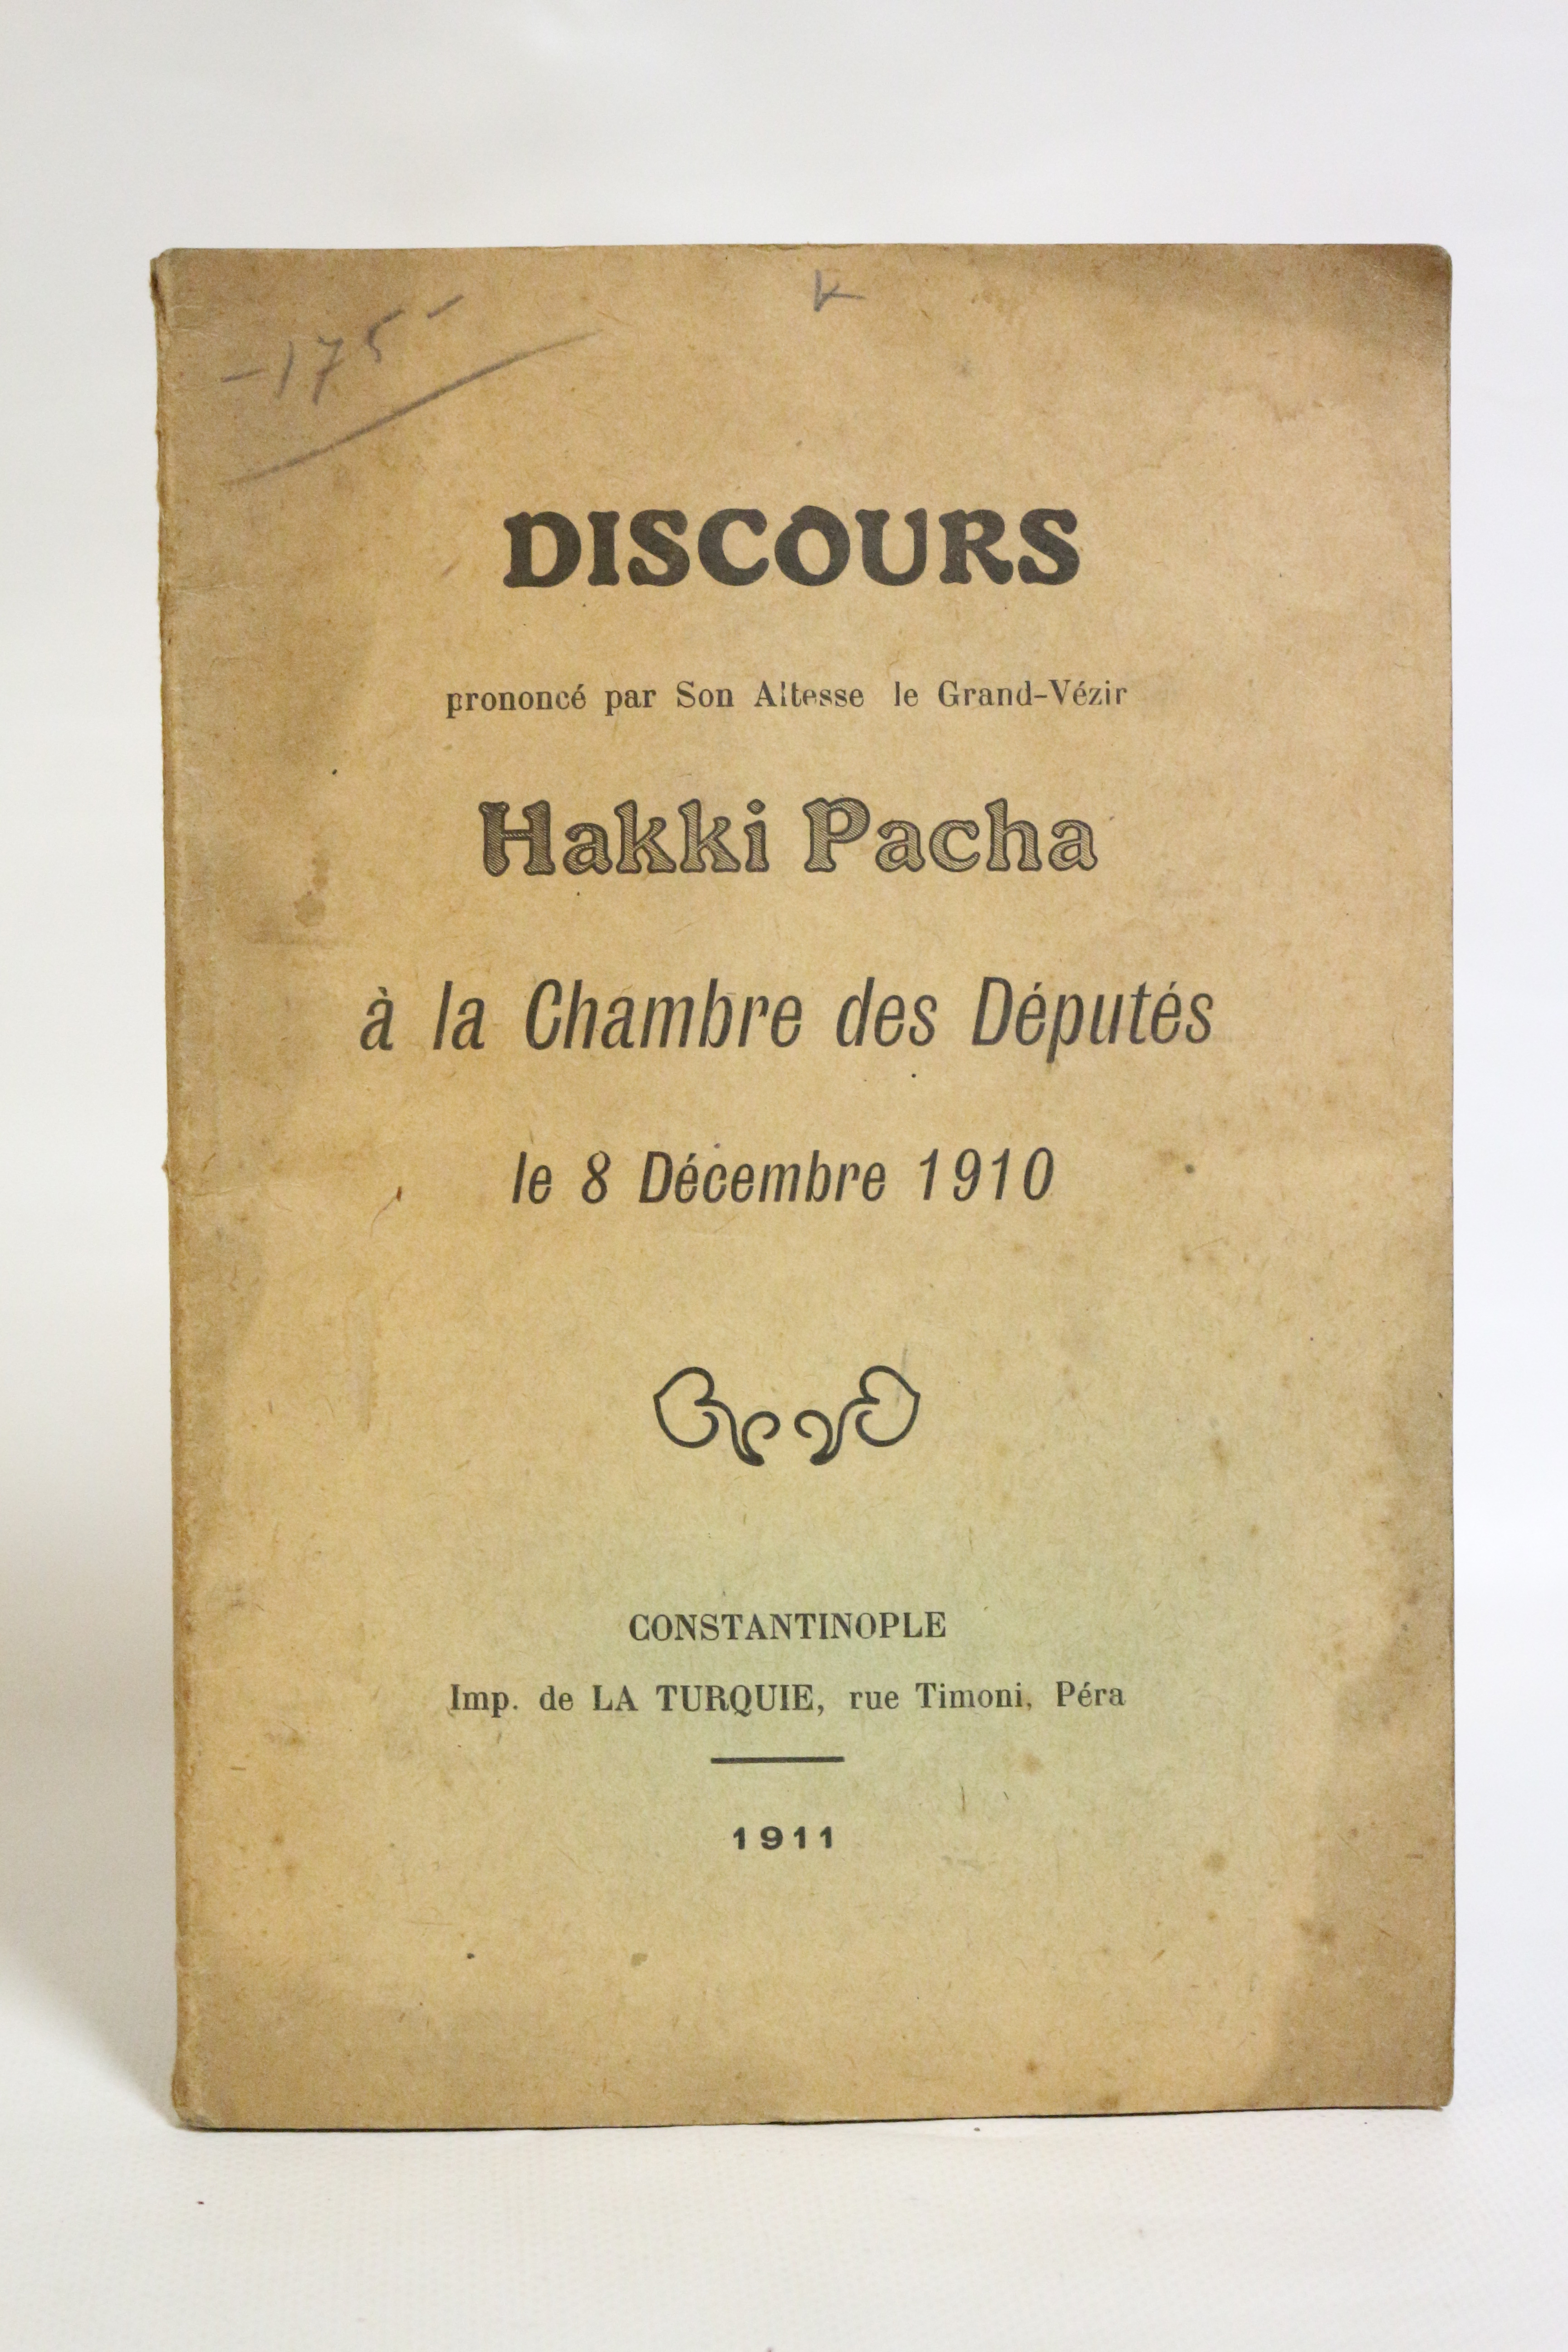 -175-
K
DISCOURS
prononcé par Son Altesse le Grand-Vézir
Hakki Pacha
à la Chambre des Députés
le 8 Décembre 1910
CONSTANTINOPLE
Imp. de LA TURQUIE, rue Timoni, Péra
1911